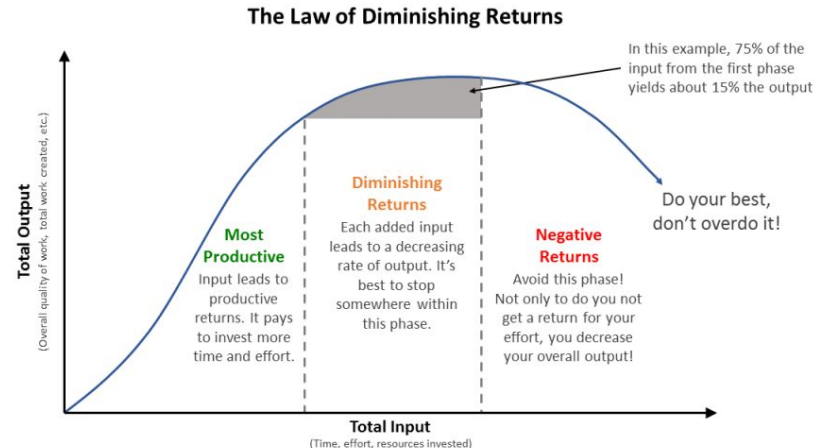 The Law of Diminishing Returns
In this example, 75% of the
input from the first phase
yields about 15% the output
Total Output
(Overall quality of work, total work created, etc.)
Most
Productive
Input leads to
productive
returns. It pays
to invest more
time and effort.
Diminishing
Returns
Each added input
leads to a decreasing
rate of output. It's
best to stop
somewhere within
this phase.
Negative
Returns
Avoid this phase!
Not only to do you not
get a return for your
effort, you decrease
your overall output!
Do your best,
don't overdo it!
Total Input
(Time, effort, resources invested)